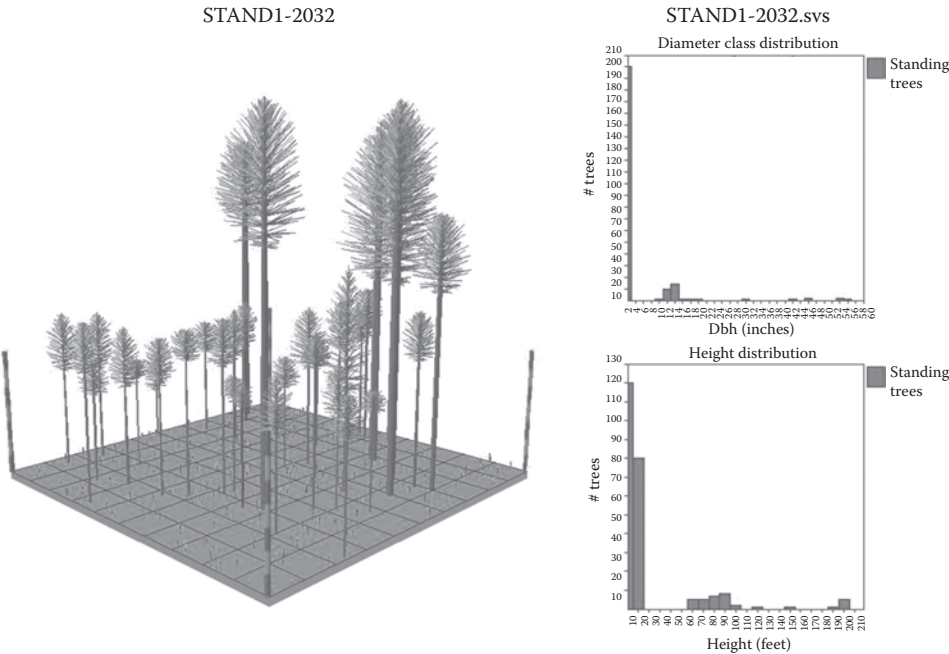 STAND1-2032
STAND1-2032.svs
Diameter class distribution
210
200
190
180
170
160
150
140
130
120
110
100
90
80
70
60
50
40
30
20
10
# trees
2 4 6 8 10 12 14 16 18 20 22 24 26 28 30 32 34 36 38 40 42 44 46 48 50 52 54 56 58 60
Dbh (inches)
Standing
trees
Height distribution
130
120
110
100
90
80
70
60
50
40
30
20
10
# trees
10 20 30 40 50 60 70 80 90 100 110 120 130 140 150 160 170 180 190 200 210
Height (feet)
Standing
trees